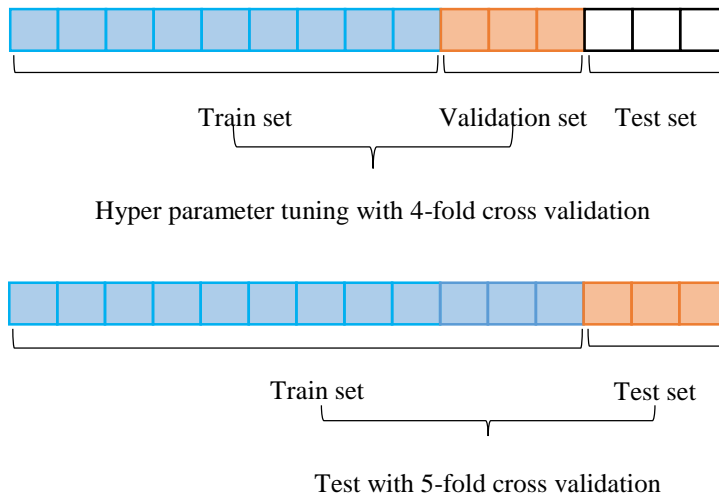 Train set Validation set Test set
Hyper parameter tuning with 4-fold cross validation
Train set Test set
Test with 5-fold cross validation